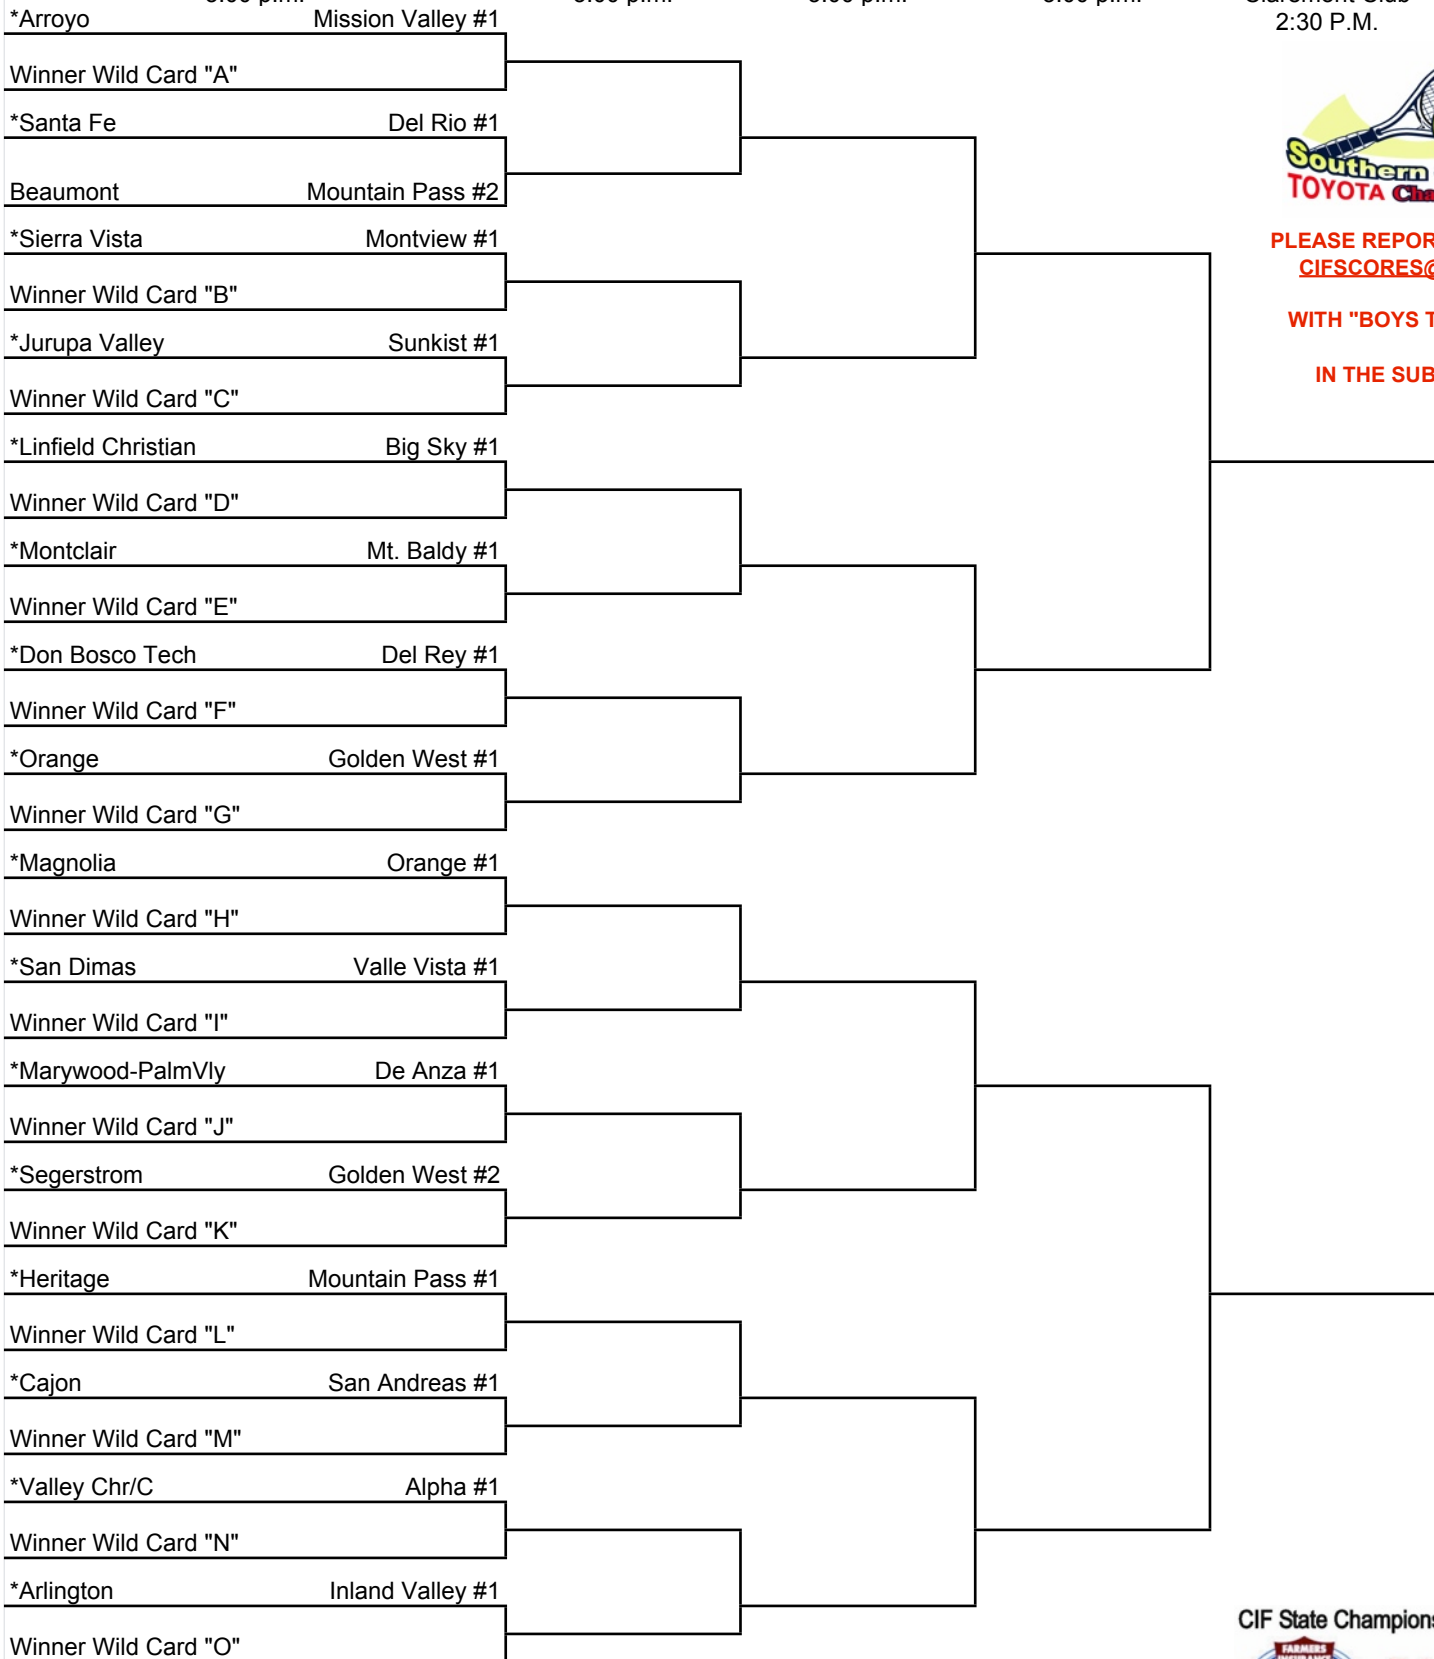 *Arroyo Mission Valley #1
2:30 P.M.
Winner Wild Card "A"
*Santa Fe Del Rio #1
Southern
TOYOTA
Beaumont Mountain Pass #2
*Sierra Vista Montview #1
PLEASE REPOR
CIFSCORES@
Winner Wild Card "B"
WITH "BOYS T
*Jurupa Valley Sunkist #1
IN THE SUB
Winner Wild Card "C"
*Linfield Christian Big Sky #1
Winner Wild Card "D"
*Montclair Mt. Baldy #1
Winner Wild Card "E"
*Don Bosco Tech Del Rey #1
Winner Wild Card "F"
*Orange Golden West #1
Winner Wild Card "G"
*Magnolia Orange #1
Winner Wild Card "H"
*San Dimas Valle Vista #1
Winner Wild Card "I"
*Marywood-PalmVly De Anza #1
Winner Wild Card "J"
*Segerstrom Golden West #2
Winner Wild Card "K"
*Heritage Mountain Pass #1
Winner Wild Card "L"
*Cajon San Andreas #1
Winner Wild Card "M"
*Valley Chr/C Alpha #1
Winner Wild Card "N"
*Arlington Inland Valley #1
CIF State Champions
Winner Wild Card "O"
FARMERS